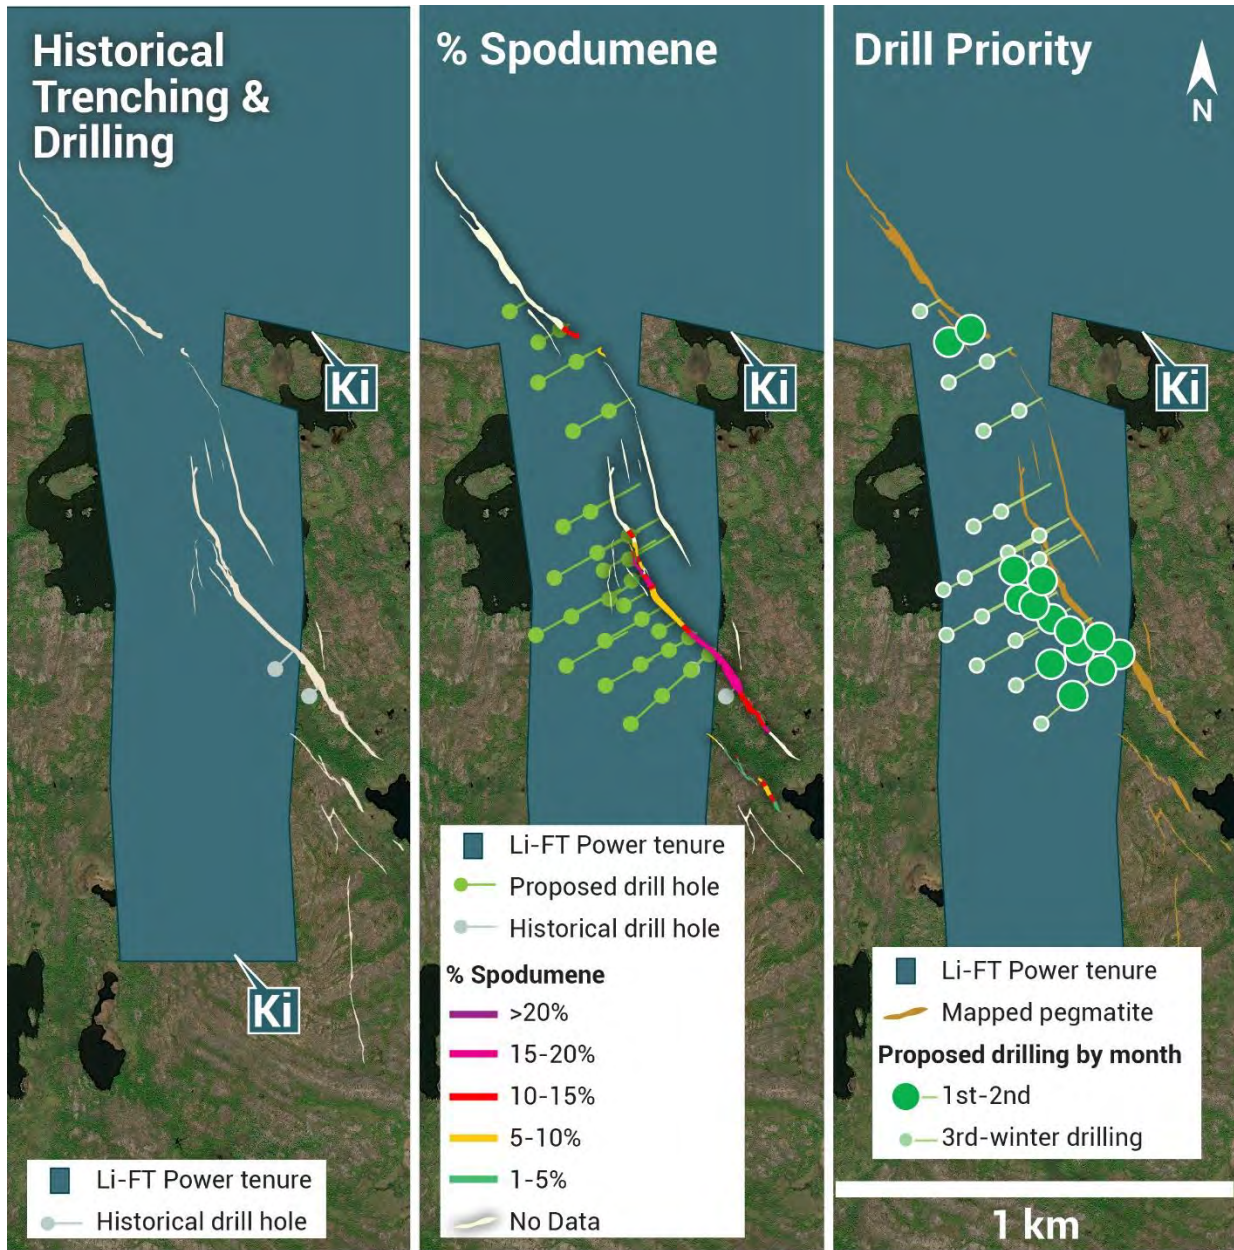 Historical
Trenching &
Drilling
Ki
Ki
Li-FT Power tenure
Historical drill hole
% Spodumene
Ki
Li-FT Power tenure
Proposed drill hole
Historical drill hole
% Spodumene
>20%
15-20%
10-15%
5-10%
1-5%
No Data
Drill Priority
N
Ki
Li-FT Power tenure
Mapped pegmatite
Proposed drilling by month
1st-2nd
3rd-winter drilling
1 km